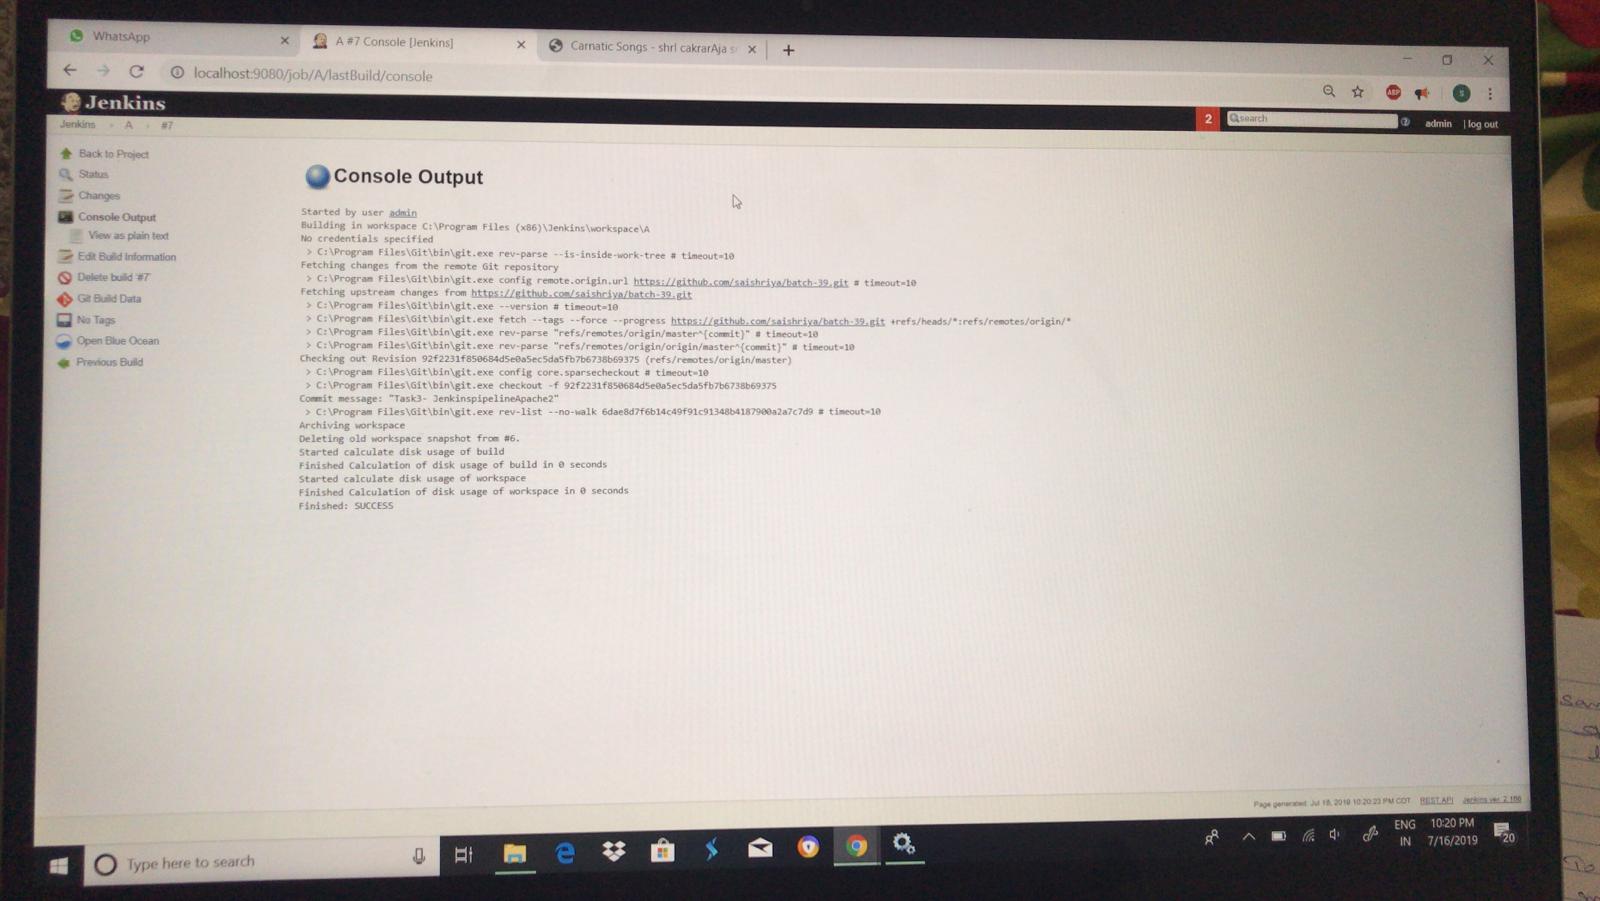 WhatsApp
A #7 Console [Jenkins]
Carnatic Songs - shrI cakrarAja s
localhost:9080/job/A/lastBuild/console
ABP
S
Jenkins
2
search
admin
| log out
Jenkins
A
#7
Back to Project
Status
Changes
Console Output
View as plain text
Edit Build Information
Delete build '#7'
Git Build Data
No Tags
Open Blue Ocean
Previous Build
Console Output
Started by user admin
Building in workspace C:\Program Files (x86)\Jenkins\workspace\A
No credentials specified
> C:\Program Files\Git\bin\git.exe rev-parse --is-inside-work-tree # timeout=10
Fetching changes from the remote Git repository
> C:\Program Files\Git\bin\git.exe config remote.origin.url https://github.com/saishriya/batch-39.git # timeout=10
Fetching upstream changes from https://github.com/saishriya/batch-39.git
> C:\Program Files\Git\bin\git.exe --version # timeout=10
> C:\Program Files\Git\bin\git.exe fetch --tags --force --progress https://github.com/saishriya/batch-39.git +refs/heads/*:refs/remotes/origin/*
> C:\Program Files\Git\bin\git.exe rev-parse "refs/remotes/origin/master^{commit}" # timeout=10
> C:\Program Files\Git\bin\git.exe rev-parse "refs/remotes/origin/origin/master^{commit}" # timeout=10
Checking out Revision 92f2231f850684d5e0a5ec5da5fb7b6738b69375 (refs/remotes/origin/master)
> C:\Program Files\Git\bin\git.exe config core.sparsecheckout # timeout=10
> C:\Program Files\Git\bin\git.exe checkout -f 92f2231f850684d5e0a5ec5da5fb7b6738b69375
Commit message: "Task3- JenkinspipelineApache2"
> C:\Program Files\Git\bin\git.exe rev-list --no-walk 6dae8d7f6b14c49f91c91348b4187900a2a7c7d9 # timeout=10
Archiving workspace
Deleting old workspace snapshot from #6.
Started calculate disk usage of build
Finished Calculation of disk usage of build in 0 seconds
Started calculate disk usage of workspace
Finished Calculation of disk usage of workspace in 0 seconds
Finished: SUCCESS
Page generated: Jul 16, 2019 10:20:23 PM CDT REST API Jenkins ver. 2.186
Type here to search
ENG
IN
10:20 PM
7/16/2019
20
To